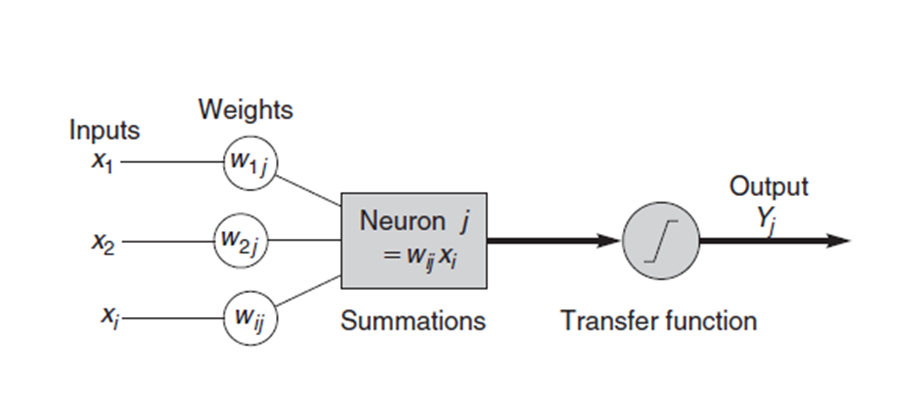 Weights
Inputs
x₁
w₁ⱼ
x₂
w₂ⱼ
xᵢ
wᵢⱼ
Neuron j
= wᵢⱼ xᵢ
Summations
Transfer function
Output
Yⱼ